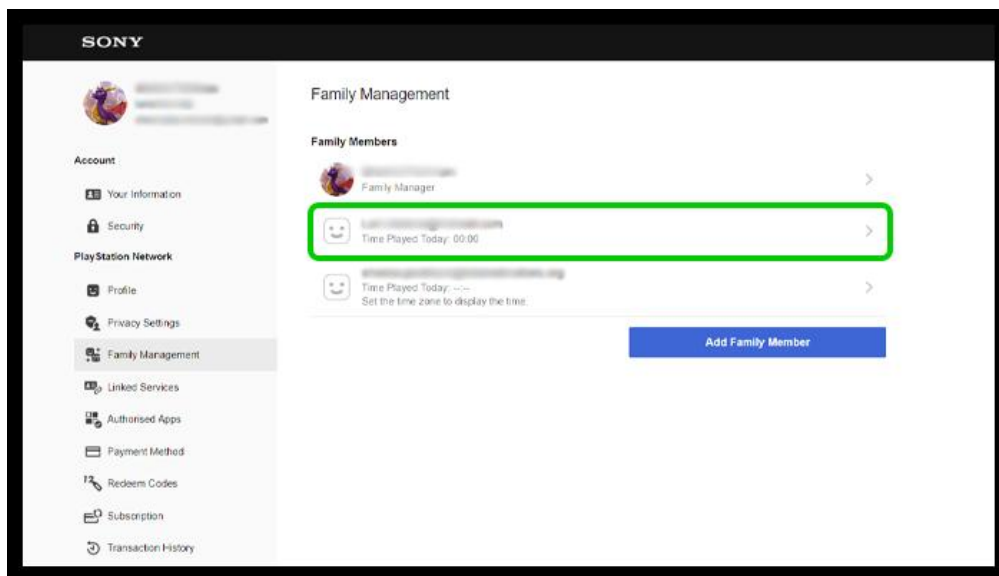 SONY
Account
Your Information
Security
PlayStation Network
Profile
Privacy Settings
Family Management
Linked Services
Authorised Apps
Payment Method
Redeem Codes
Subscription
Transaction History
Family Management
Family Members
Family Manager
Time Played Today: 00:00
Time Played Today: --:--
Set the time zone to display the time.
Add Family Member